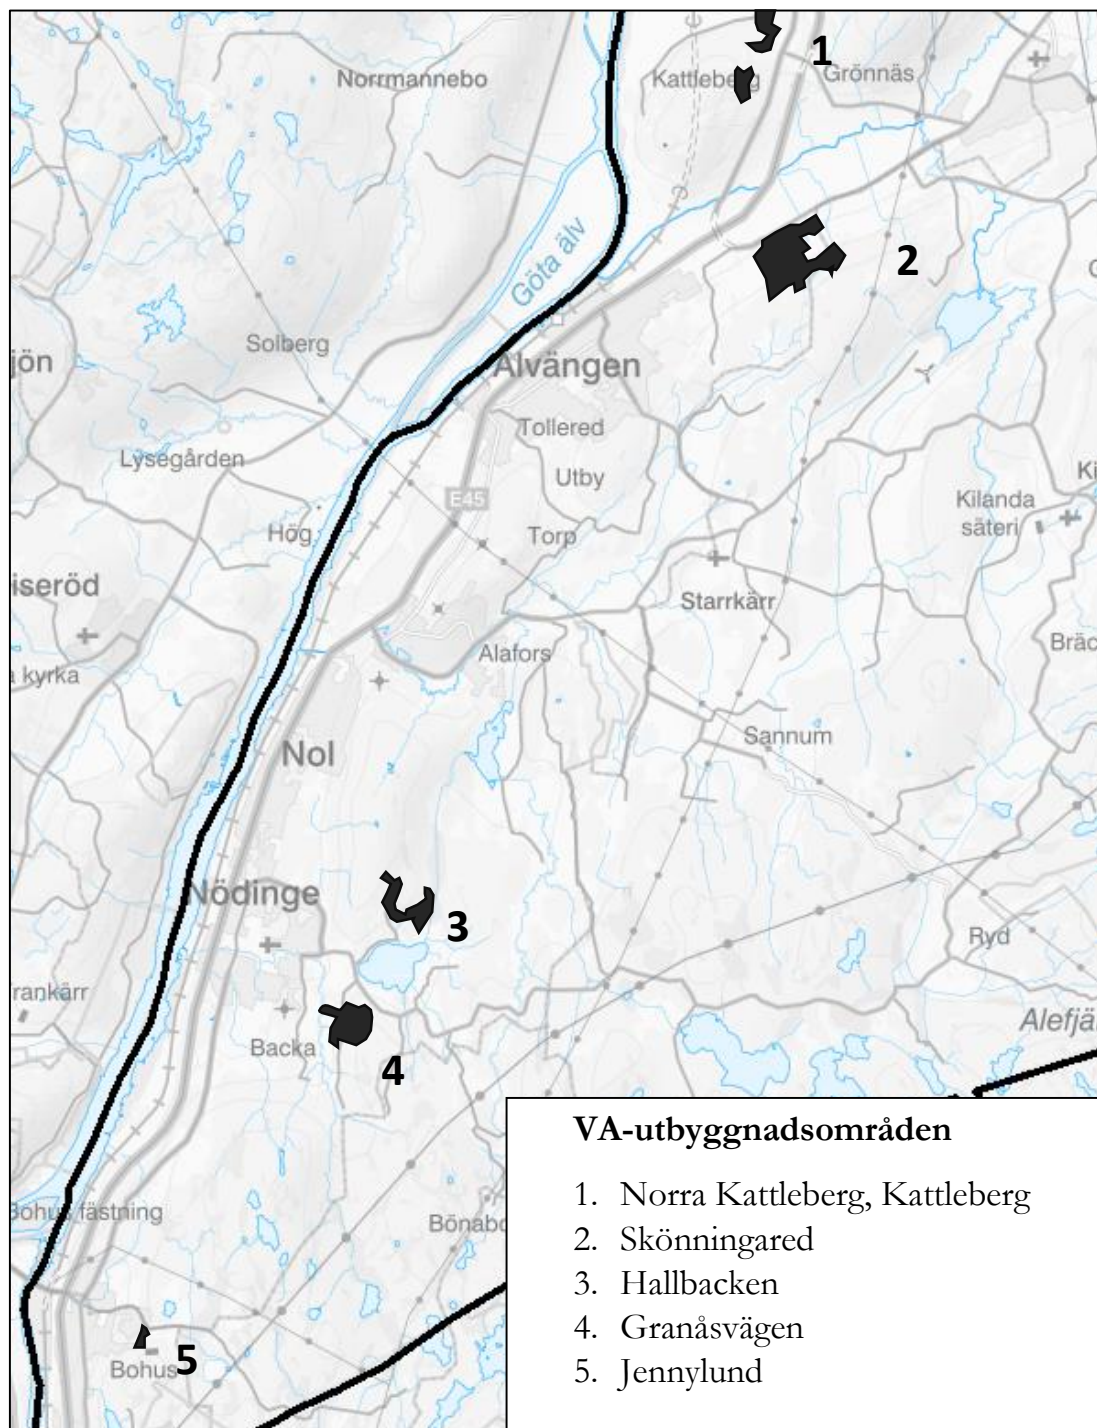 1
Norrmannebo
Kattleberg
Grönnäs
Göta älv
2
Solberg
jön
Älvängen
Tollered
Lysegården
Utby
E45
Kilanda
säteri
Hög
Torp
iseröd
Starrkärr
Bräc
Alafors
kyrka
Sannum
Nol
Nödinge
3
Ryd
rankärr
Alefjä
Backa
4
VA-utbyggnadsområden
1. Norra Kattleberg, Kattleberg
2. Skönningared
3. Hallbacken
4. Granåsvägen
5. Jennylund
Bohus fästning
Bönabo
5
Bohus